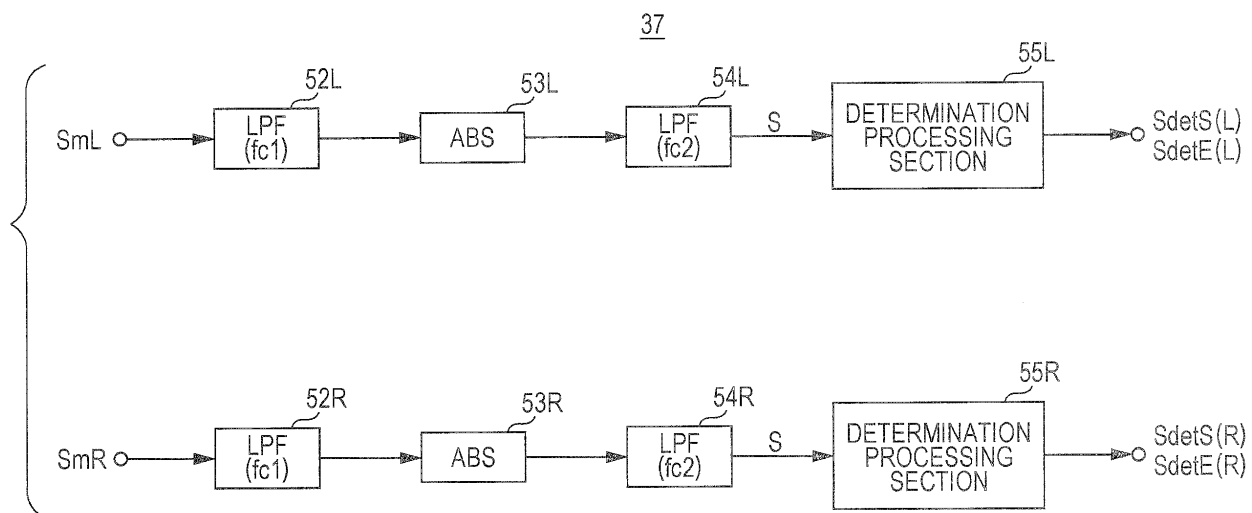 37
52L
53L
54L
55L
SmL
LPF
(fc1)
ABS
LPF
(fc2)
S
DETERMINATION
PROCESSING
SECTION
SdetS(L)
SdetE(L)
52R
53R
54R
55R
SmR
LPF
(fc1)
ABS
LPF
(fc2)
S
DETERMINATION
PROCESSING
SECTION
SdetS(R)
SdetE(R)